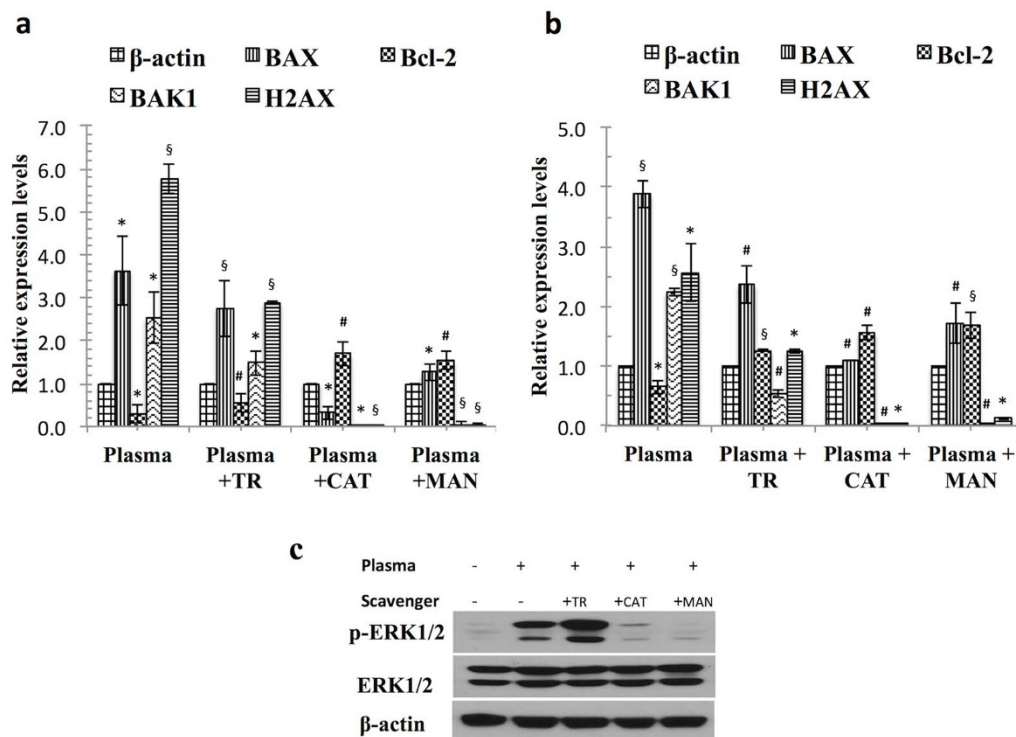 a
β-actin BAX Bcl-2
BAK1 H2AX
Relative expression levels
7.0
6.0
5.0
4.0
3.0
2.0
1.0
0.0
* * * §
§ # * §
* # * §
* # § §
Plasma Plasma Plasma Plasma
+TR +CAT +MAN
b
β-actin BAX Bcl-2
BAK1 H2AX
Relative expression levels
5.0
4.0
3.0
2.0
1.0
0.0
§ * § *
# § # *
# # # *
# § # *
Plasma Plasma + Plasma + Plasma +
TR CAT MAN
c
Plasma - + + + +
Scavenger - - +TR +CAT +MAN
p-ERK1/2
ERK1/2
β-actin